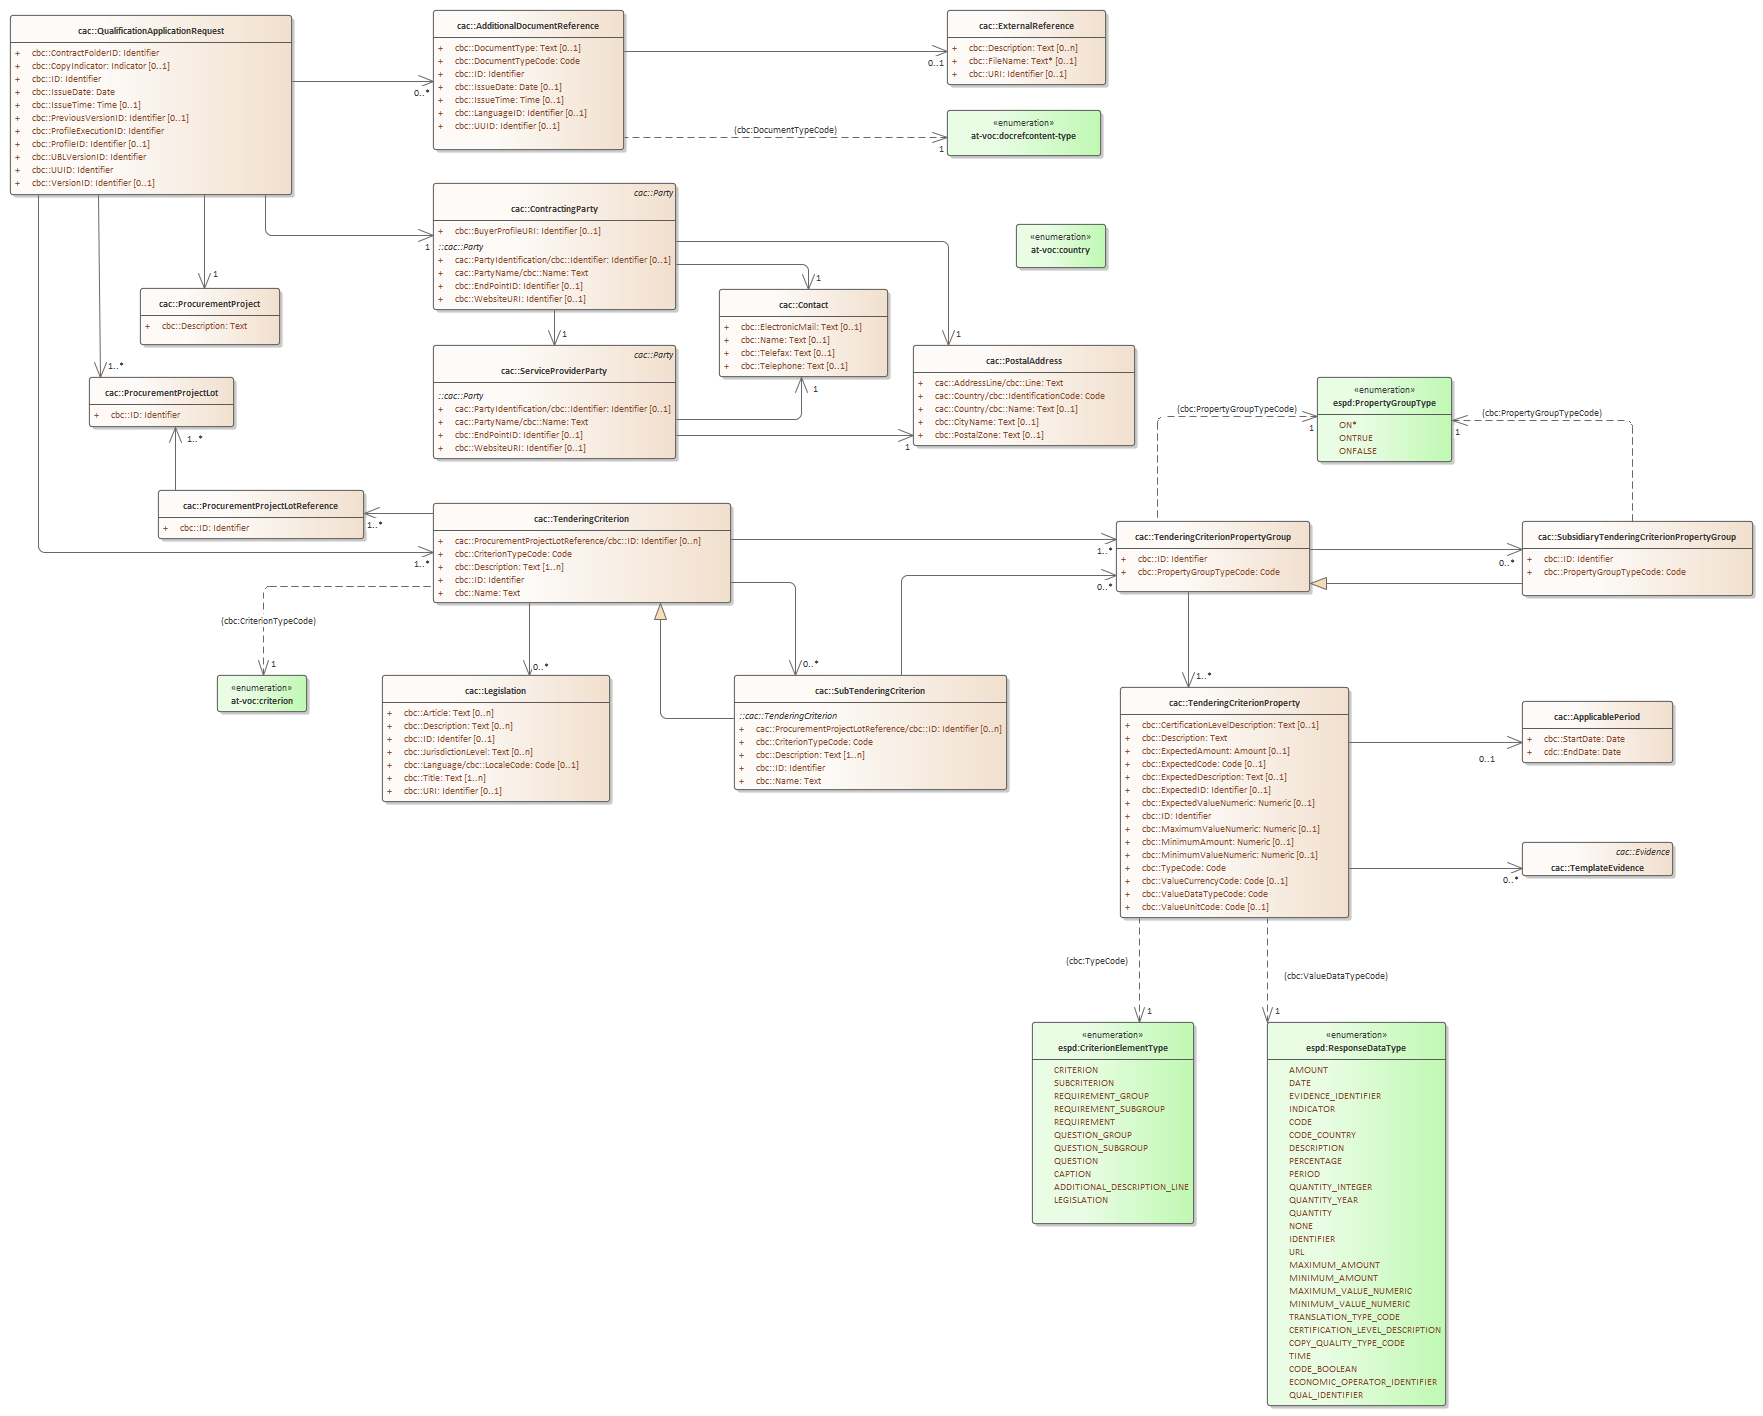 cac::QualificationApplicationRequest
+ cbc::ContractFolderID: Identifier
+ cbc::CopyIndicator: Indicator [0..1]
+ cbc::ID: Identifier
+ cbc::IssueDate: Date
+ cbc::IssueTime: Time [0..1]
+ cbc::PreviousVersionID: Identifier [0..1]
+ cbc::ProfileExecutionID: Identifier
+ cbc::ProfileID: Identifier [0..1]
+ cbc::UBLVersionID: Identifier
+ cbc::UUID: Identifier
+ cbc::VersionID: Identifier [0..1]
0..*
cac::AdditionalDocumentReference
+ cbc::DocumentType: Text [0..1]
+ cbc::DocumentTypeCode: Code
+ cbc::ID: Identifier
+ cbc::IssueDate: Date [0..1]
+ cbc::IssueTime: Time [0..1]
+ cbc::LanguageID: Identifier [0..1]
+ cbc::UUID: Identifier [0..1]
0..1
cac::ExternalReference
+ cbc::Description: Text [0..n]
+ cbc::FileName: Text* [0..1]
+ cbc::URI: Identifier [0..1]
(cbc:DocumentTypeCode)
1
«enumeration»
at-voc:docrefcontent-type
cac::Party
cac::ContractingParty
+ cbc::BuyerProfileURI: Identifier [0..1]
::cac::Party
+ cac::PartyIdentification/cbc::Identifier: Identifier [0..1]
+ cac::PartyName/cbc::Name: Text
+ cbc::EndPointID: Identifier [0..1]
+ cbc::WebsiteURI: Identifier [0..1]
1
«enumeration»
at-voc:country
1
cac::ProcurementProject
+ cbc::Description: Text
1
cac::Contact
+ cbc::ElectronicMail: Text [0..1]
+ cbc::Name: Text [0..1]
+ cbc::Telefax: Text [0..1]
+ cbc::Telephone: Text [0..1]
1
1
cac::Party
cac::ServiceProviderParty
::cac::Party
+ cac::PartyIdentification/cbc::Identifier: Identifier [0..1]
+ cac::PartyName/cbc::Name: Text
+ cbc::EndPointID: Identifier [0..1]
+ cbc::WebsiteURI: Identifier [0..1]
1
cac::PostalAddress
+ cac::AddressLine/cbc::Line: Text
+ cac::Country/cbc::IdentificationCode: Code
+ cac::Country/cbc::Name: Text [0..1]
+ cbc::CityName: Text [0..1]
+ cbc::PostalZone: Text [0..1]
1
1..*
cac::ProcurementProjectLot
+ cbc::ID: Identifier
1..*
(cbc:PropertyGroupTypeCode)
1
«enumeration»
espd:PropertyGroupType
ON*
ONTRUE
ONFALSE
(cbc:PropertyGroupTypeCode)
1
cac::ProcurementProjectLotReference
+ cbc::ID: Identifier
1..*
1..*
cac::TenderingCriterion
+ cac::ProcurementProjectLotReference/cbc::ID: Identifier [0..n]
+ cbc::CriterionTypeCode: Code
+ cbc::Description: Text [1..n]
+ cbc::ID: Identifier
+ cbc::Name: Text
1..*
0..*
cac::TenderingCriterionPropertyGroup
+ cbc::ID: Identifier
+ cbc::PropertyGroupTypeCode: Code
0..*
cac::SubsidiaryTenderingCriterionPropertyGroup
+ cbc::ID: Identifier
+ cbc::PropertyGroupTypeCode: Code
(cbc:CriterionTypeCode)
1
«enumeration»
at-voc:criterion
0..*
cac::Legislation
+ cbc::Article: Text [0..n]
+ cbc::Description: Text [0..n]
+ cbc::ID: Identifer [0..1]
+ cbc::JurisdictionLevel: Text [0..n]
+ cbc::Language/cbc::LocaleCode: Code [0..1]
+ cbc::Title: Text [1..n]
+ cbc::URI: Identifier [0..1]
0..*
cac::SubTenderingCriterion
::cac::TenderingCriterion
+ cac::ProcurementProjectLotReference/cbc::ID: Identifier [0..n]
+ cbc::CriterionTypeCode: Code
+ cbc::Description: Text [1..n]
+ cbc::ID: Identifier
+ cbc::Name: Text
1..*
cac::TenderingCriterionProperty
+ cbc::CertificationLevelDescription: Text [0..1]
+ cbc::Description: Text
+ cbc::ExpectedAmount: Amount [0..1]
+ cbc::ExpectedCode: Code [0..1]
+ cbc::ExpectedDescription: Text [0..1]
+ cbc::ExpectedID: Identifier [0..1]
+ cbc::ExpectedValueNumeric: Numeric [0..1]
+ cbc::ID: Identifier
+ cbc::MaximumValueNumeric: Numeric [0..1]
+ cbc::MinimumAmount: Numeric [0..1]
+ cbc::MinimumValueNumeric: Numeric [0..1]
+ cbc::TypeCode: Code
+ cbc::ValueCurrencyCode: Code [0..1]
+ cbc::ValueDataTypeCode: Code
+ cbc::ValueUnitCode: Code [0..1]
0..1
cac::ApplicablePeriod
+ cbc::StartDate: Date
+ cdc::EndDate: Date
0..*
cac::Evidence
cac::TemplateEvidence
(cbc:TypeCode)
1
(cbc:ValueDataTypeCode)
1
«enumeration»
espd:CriterionElementType
CRITERION
SUBCRITERION
REQUIREMENT_GROUP
REQUIREMENT_SUBGROUP
REQUIREMENT
QUESTION_GROUP
QUESTION_SUBGROUP
QUESTION
CAPTION
ADDITIONAL_DESCRIPTION_LINE
LEGISLATION
«enumeration»
espd:ResponseDataType
AMOUNT
DATE
EVIDENCE_IDENTIFIER
INDICATOR
CODE
CODE_COUNTRY
DESCRIPTION
PERCENTAGE
PERIOD
QUANTITY_INTEGER
QUANTITY_YEAR
QUANTITY
NONE
IDENTIFIER
URL
MAXIMUM_AMOUNT
MINIMUM_AMOUNT
MAXIMUM_VALUE_NUMERIC
MINIMUM_VALUE_NUMERIC
TRANSLATION_TYPE_CODE
CERTIFICATION_LEVEL_DESCRIPTION
COPY_QUALITY_TYPE_CODE
TIME
CODE_BOOLEAN
ECONOMIC_OPERATOR_IDENTIFIER
QUAL_IDENTIFIER